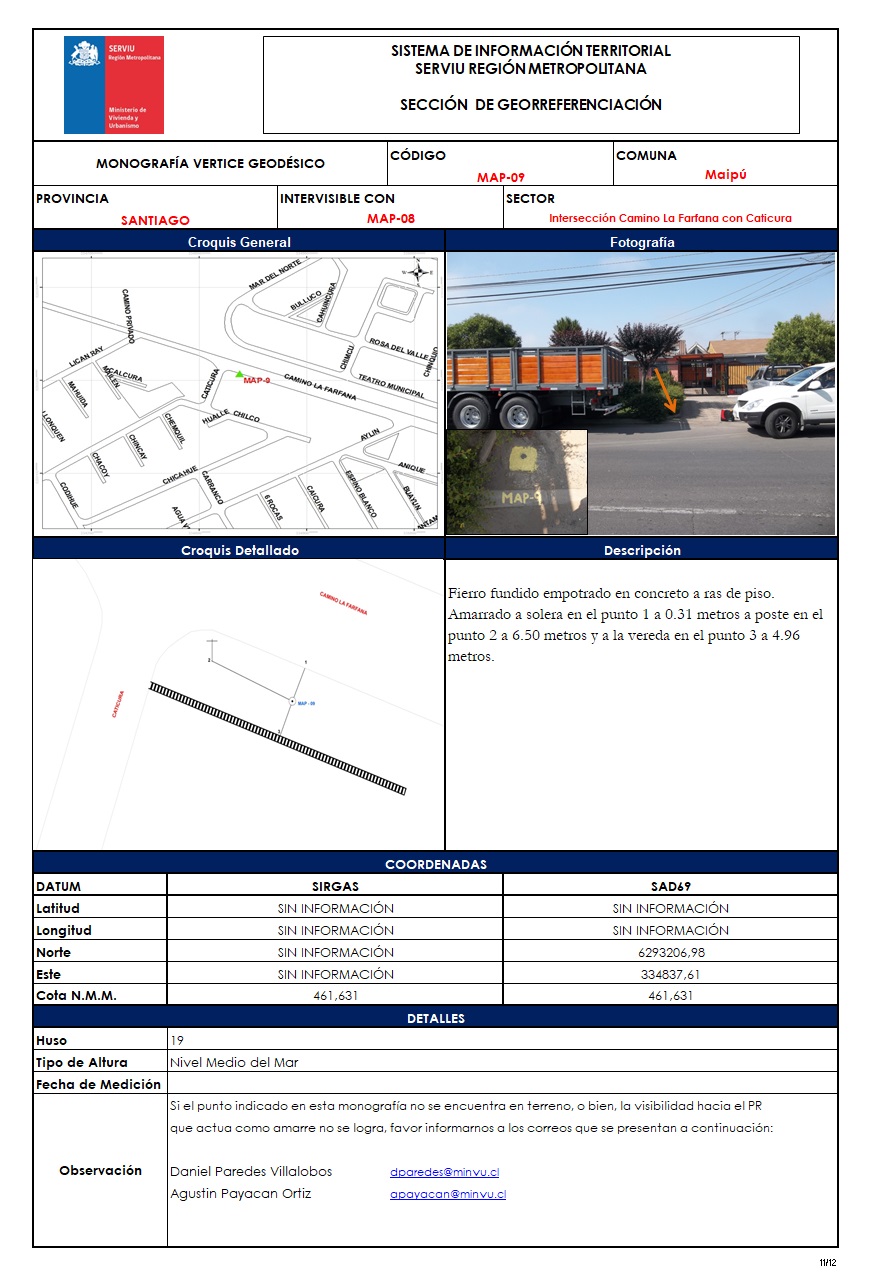 SERVIU
Región Metropolitana
Ministerio de
Vivienda y
Urbanismo
SISTEMA DE INFORMACIÓN TERRITORIAL
SERVIU REGIÓN METROPOLITANA
SECCIÓN DE GEORREFERENCIACIÓN
MONOGRAFÍA VERTICE GEODÉSICO
CÓDIGO
MAP-09
COMUNA
Maipú
PROVINCIA
SANTIAGO
INTERVISIBLE CON
MAP-08
SECTOR
Intersección Camino La Farfana con Caticura
Croquis General
Fotografía
MAR DEL NORTE
W
E
BULLUCO
CAHUINCURA
CAMINO PRIVADO
ROSA DEL VALLE
CHIMCU
LICAN RAY
CALCURA
MAILEN
MAHUIDA
CATICURA
MAP-9
CAMINO LA FARFANA
TEATRO MUNICIPAL
HUALLE
CHILCO
CHEMQUIL
CHINCAY
CHACOY
LLONQUEN
AYLIN
ANIQUE
CHICAHUE
CARRANCO
CODIHUE
AGUA V
6 ROCAS
CAICURA
ESPINO BLANCO
MAP-9
Croquis Detallado
Descripción
CAMINO LA FARFANA
CATICURA
1
2
MAP - 09
Fierro fundido empotrado en concreto a ras de piso.
Amarrado a solera en el punto 1 a 0.31 metros a poste en el
punto 2 a 6.50 metros y a la vereda en el punto 3 a 4.96
metros.
COORDENADAS
DATUM SIRGAS SAD69
Latitud SIN INFORMACIÓN SIN INFORMACIÓN
Longitud SIN INFORMACIÓN SIN INFORMACIÓN
Norte SIN INFORMACIÓN 6293206,98
Este SIN INFORMACIÓN 334837,61
Cota N.M.M. 461,631 461,631
DETALLES
Huso 19
Tipo de Altura Nivel Medio del Mar
Fecha de Medición
Observación
Si el punto indicado en esta monografía no se encuentra en terreno, o bien, la visibilidad hacia el PR
que actua como amarre no se logra, favor informarnos a los correos que se presentan a continuación:
Daniel Paredes Villalobos dparedes@minvu.cl
Agustin Payacan Ortiz apayacan@minvu.cl
11/12